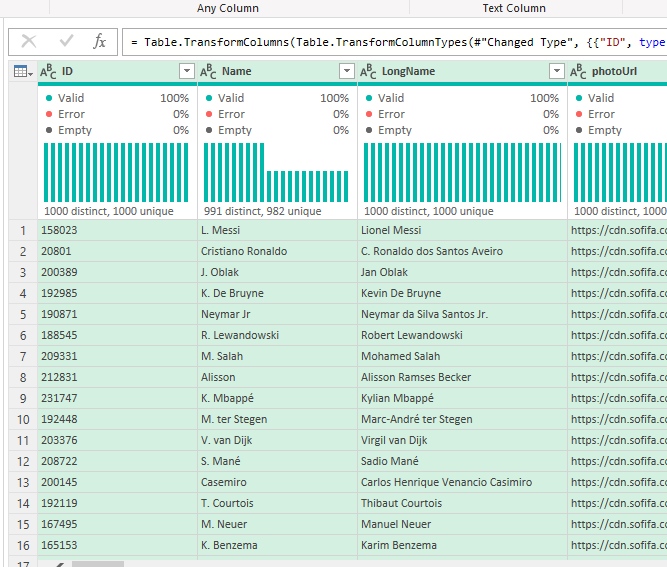 Any Column Text Column
fx = Table.TransformColumns(Table.TransformColumnTypes(#"Changed Type", {{"ID", type
ABC ID ABC Name ABC LongName ABC photoUrl
Valid 100% Valid 100% Valid 100% Valid
Error 0% Error 0% Error 0% Error
Empty 0% Empty 0% Empty 0% Empty
1000 distinct, 1000 unique 991 distinct, 982 unique 1000 distinct, 1000 unique 1000 distinct, 10
1 158023 L. Messi Lionel Messi https://cdn.sofifa.co
2 20801 Cristiano Ronaldo C. Ronaldo dos Santos Aveiro https://cdn.sofifa.co
3 200389 J. Oblak Jan Oblak https://cdn.sofifa.co
4 192985 K. De Bruyne Kevin De Bruyne https://cdn.sofifa.co
5 190871 Neymar Jr Neymar da Silva Santos Jr. https://cdn.sofifa.co
6 188545 R. Lewandowski Robert Lewandowski https://cdn.sofifa.co
7 209331 M. Salah Mohamed Salah https://cdn.sofifa.co
8 212831 Alisson Alisson Ramses Becker https://cdn.sofifa.co
9 231747 K. Mbappé Kylian Mbappé https://cdn.sofifa.co
10 192448 M. ter Stegen Marc-André ter Stegen https://cdn.sofifa.co
11 203376 V. van Dijk Virgil van Dijk https://cdn.sofifa.co
12 208722 S. Mané Sadio Mané https://cdn.sofifa.co
13 200145 Casemiro Carlos Henrique Venancio Casimiro https://cdn.sofifa.co
14 192119 T. Courtois Thibaut Courtois https://cdn.sofifa.co
15 167495 M. Neuer Manuel Neuer https://cdn.sofifa.co
16 165153 K. Benzema Karim Benzema https://cdn.sofifa.co
17